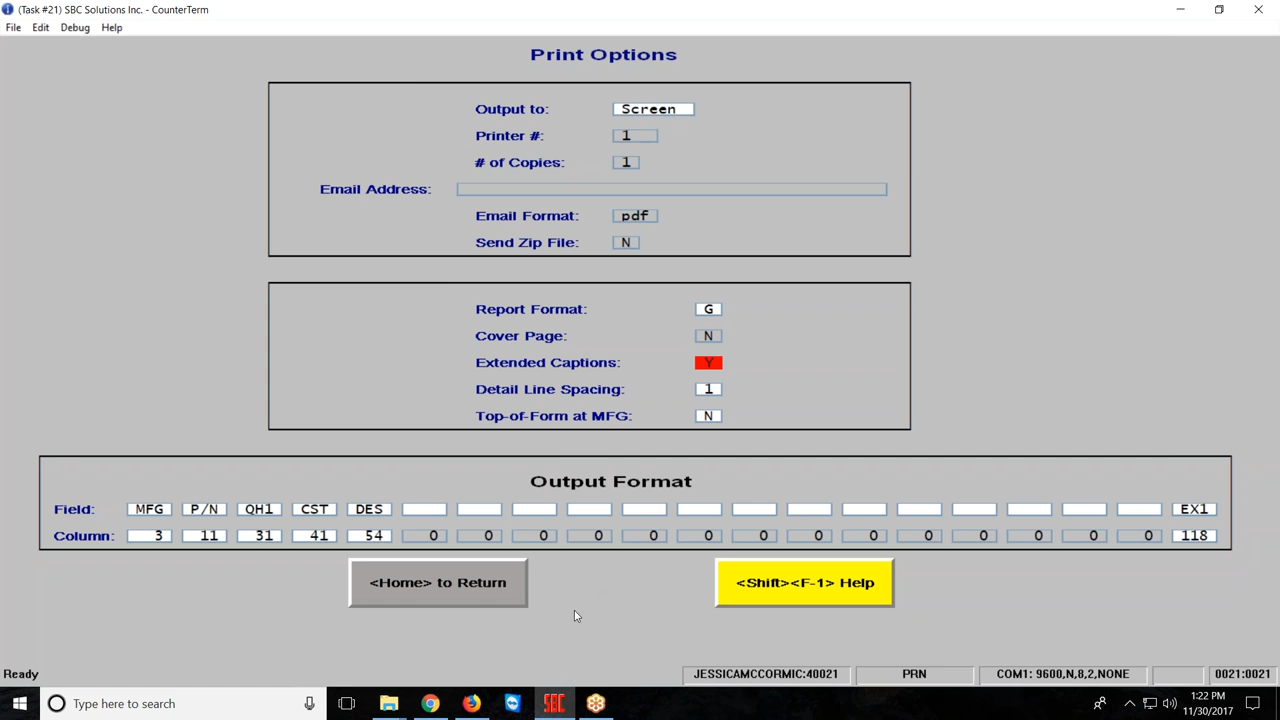 (Task #21) SBC Solutions Inc. - CounterTerm
File Edit Debug Help
Print Options
Output to: Screen
Printer #: 1
# of Copies: 1
Email Address:
Email Format: pdf
Send Zip File: N
Report Format: G
Cover Page: N
Extended Captions: Y
Detail Line Spacing: 1
Top-of-Form at MFG: N
Output Format
Field: MFG P/N QH1 CST DES EX1
Column: 3 11 31 41 54 0 0 0 0 0 0 0 0 0 0 0 0 0 0 118
<Home> to Return <Shift><F-1> Help
Ready JESSICAMCCORMIC:40021 PRN COM1: 9600,N,8,2,NONE 0021:0021
Type here to search SBC 1:22 PM
11/30/2017